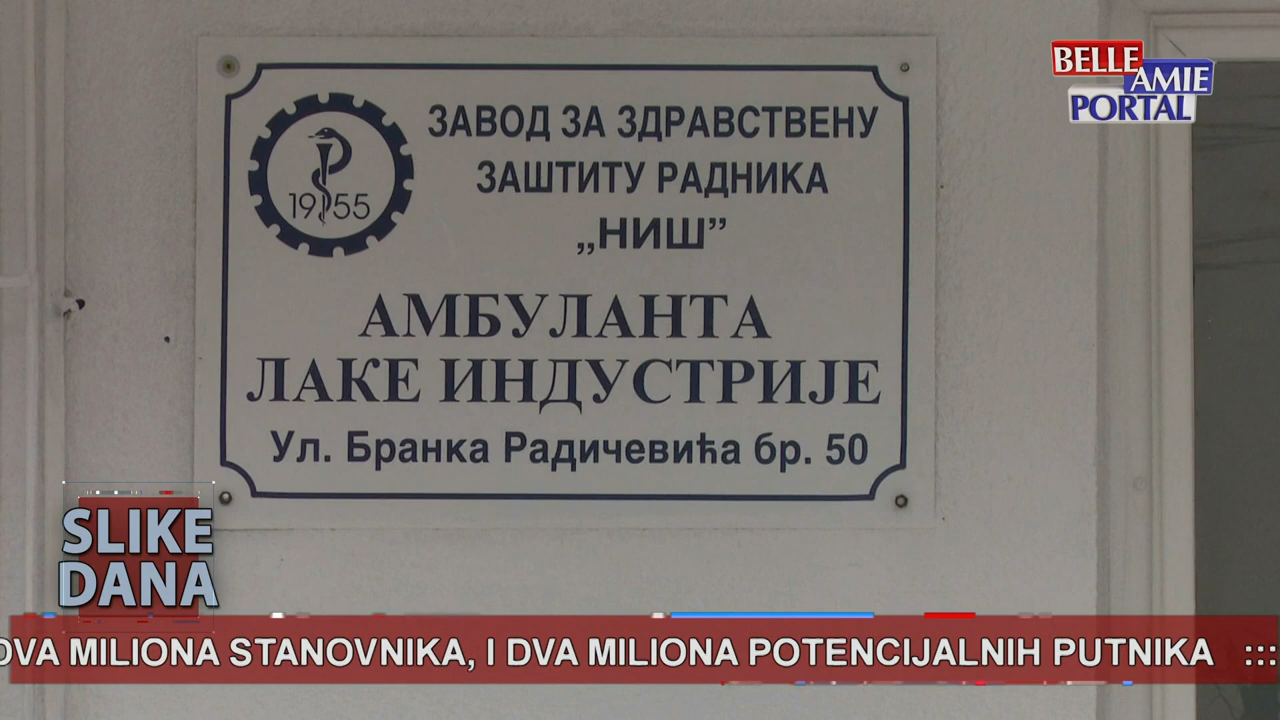 BELLE
AMIE
PORTAL
ЗАВОД ЗА ЗДРАВСТВЕНУ
ЗАШТИТУ РАДНИКА
„НИШ”
1955
АМБУЛАНТА
ЛАКЕ ИНДУСТРИЈЕ
Ул. Бранка Радичевића бр. 50
SLIKE
DANA
DVA MILIONA STANOVNIKA, I DVA MILIONA POTENCIJALNIH PUTNIKA :::